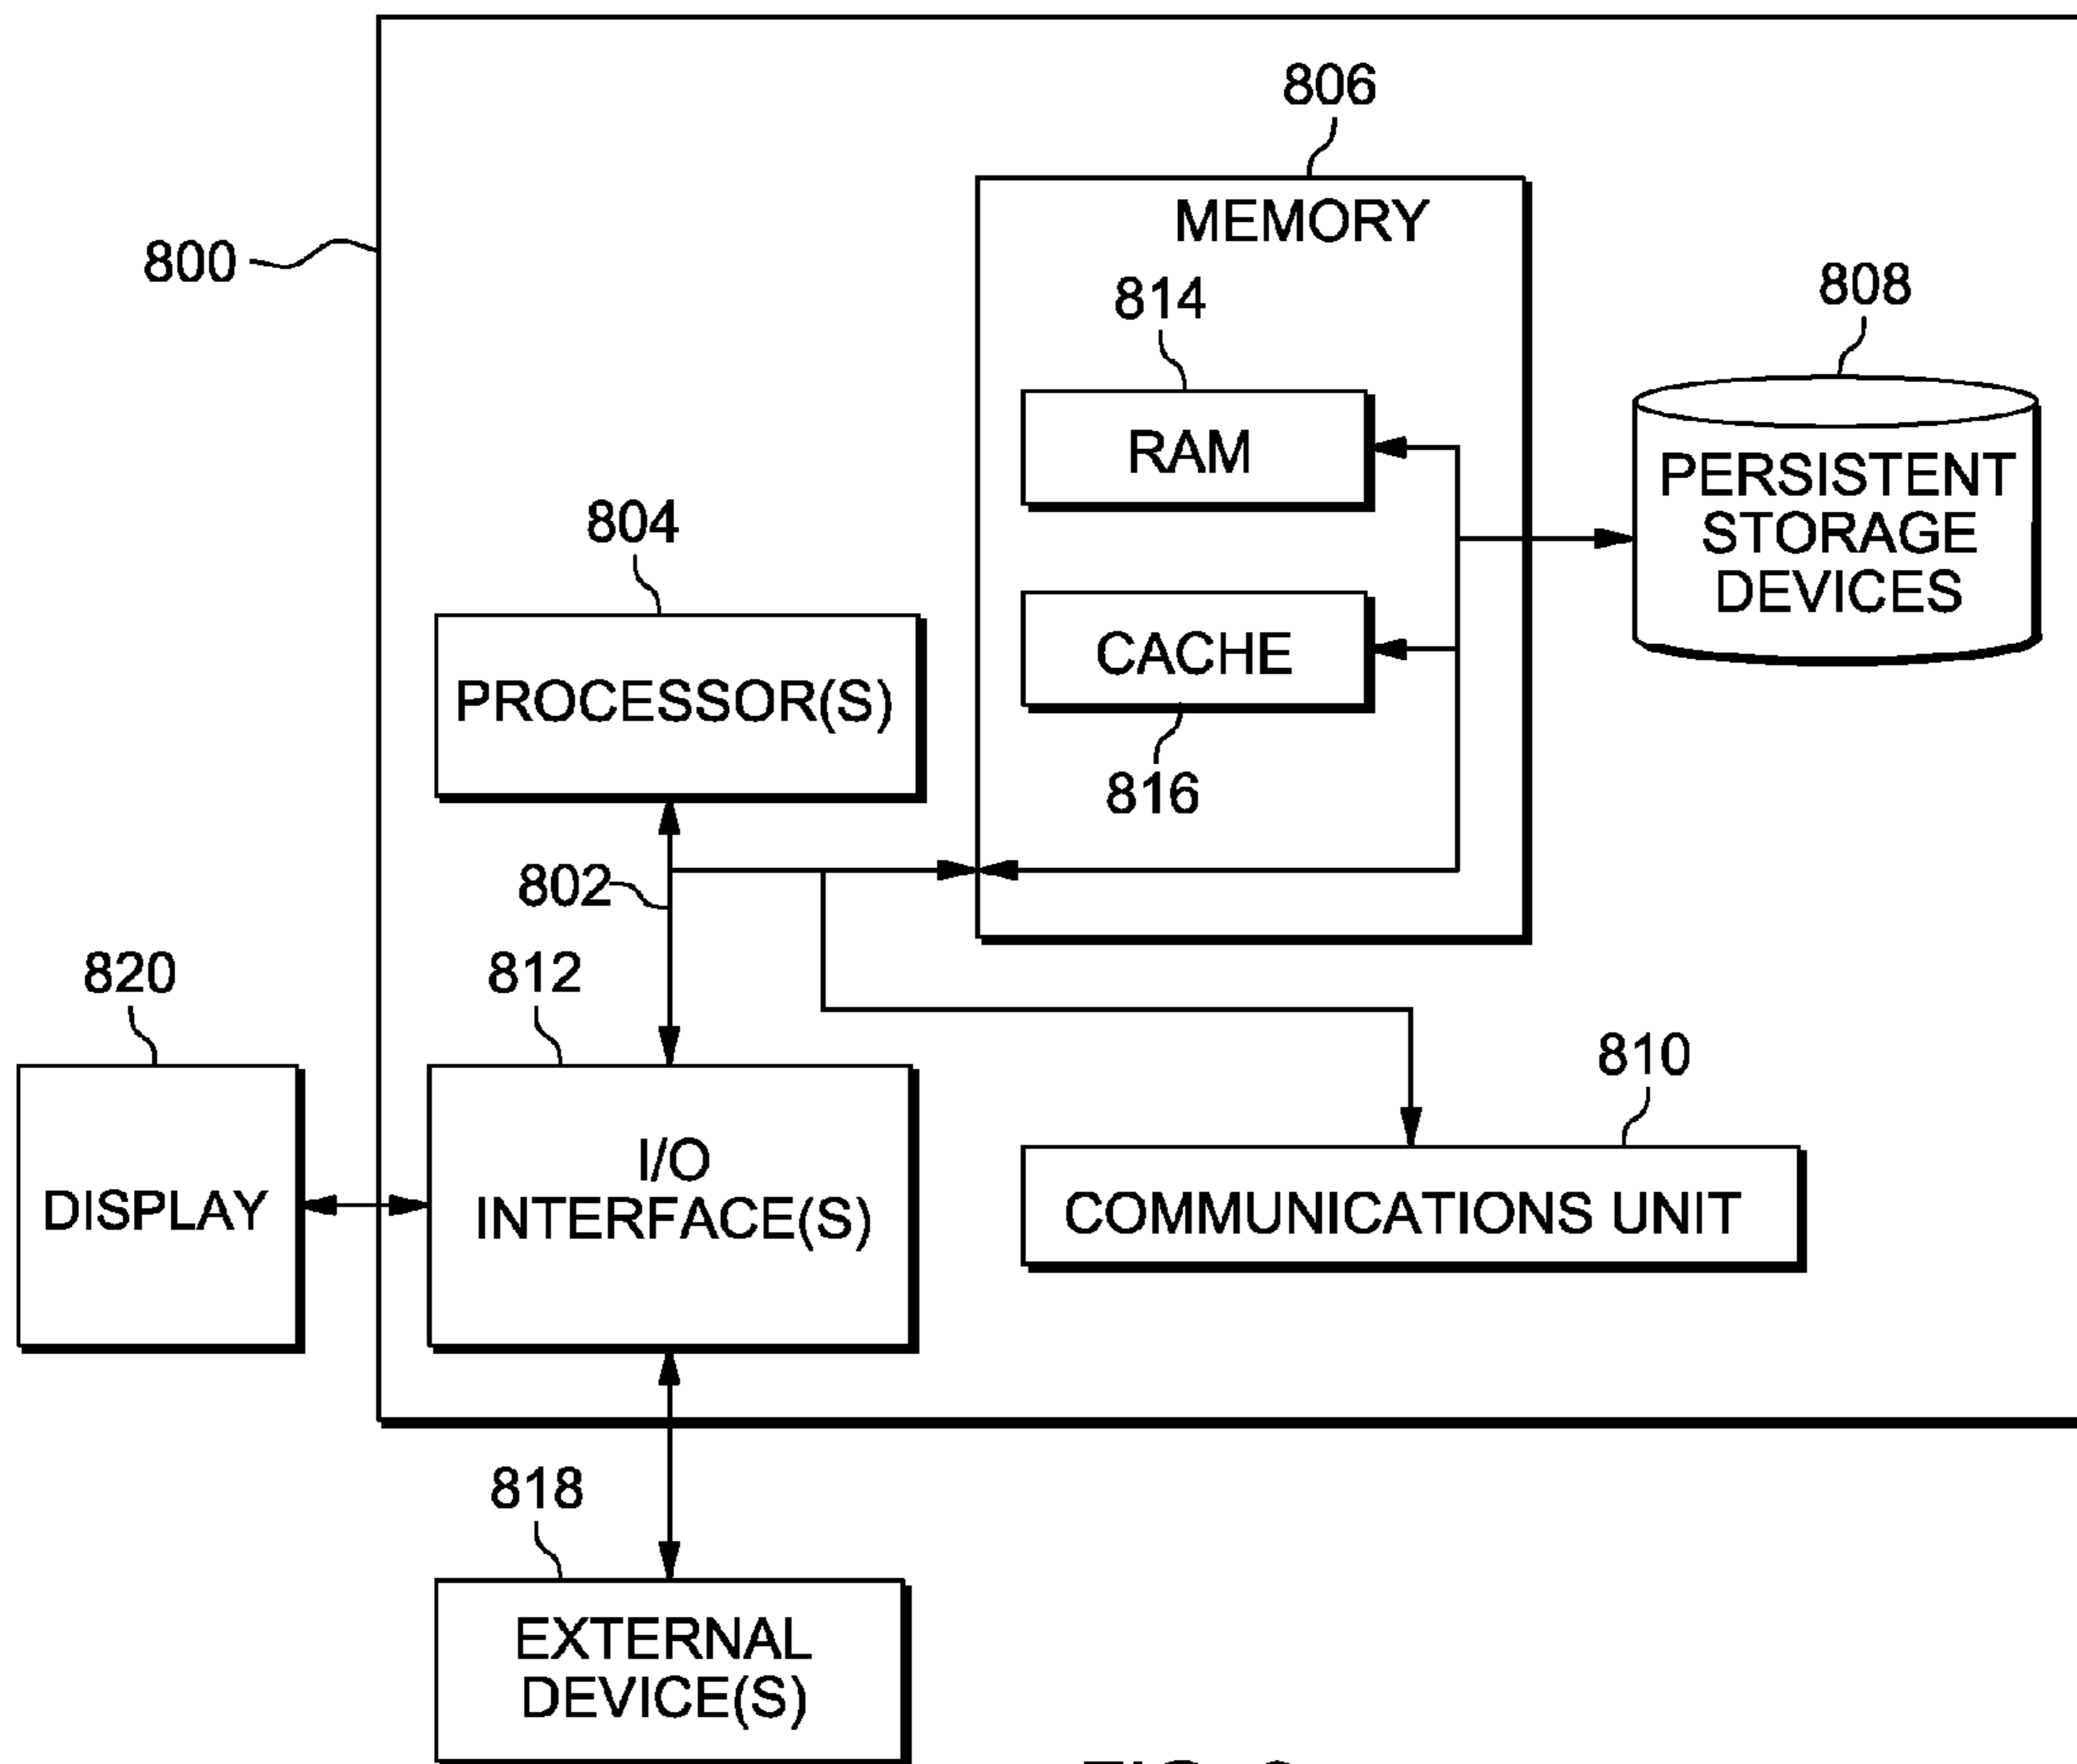 806
MEMORY
800
814
808
RAM
PERSISTENT
STORAGE
DEVICES
804
CACHE
PROCESSOR(S)
816
802
820
812
810
I/O
INTERFACE(S)
DISPLAY
COMMUNICATIONS UNIT
818
EXTERNAL
DEVICE(S)